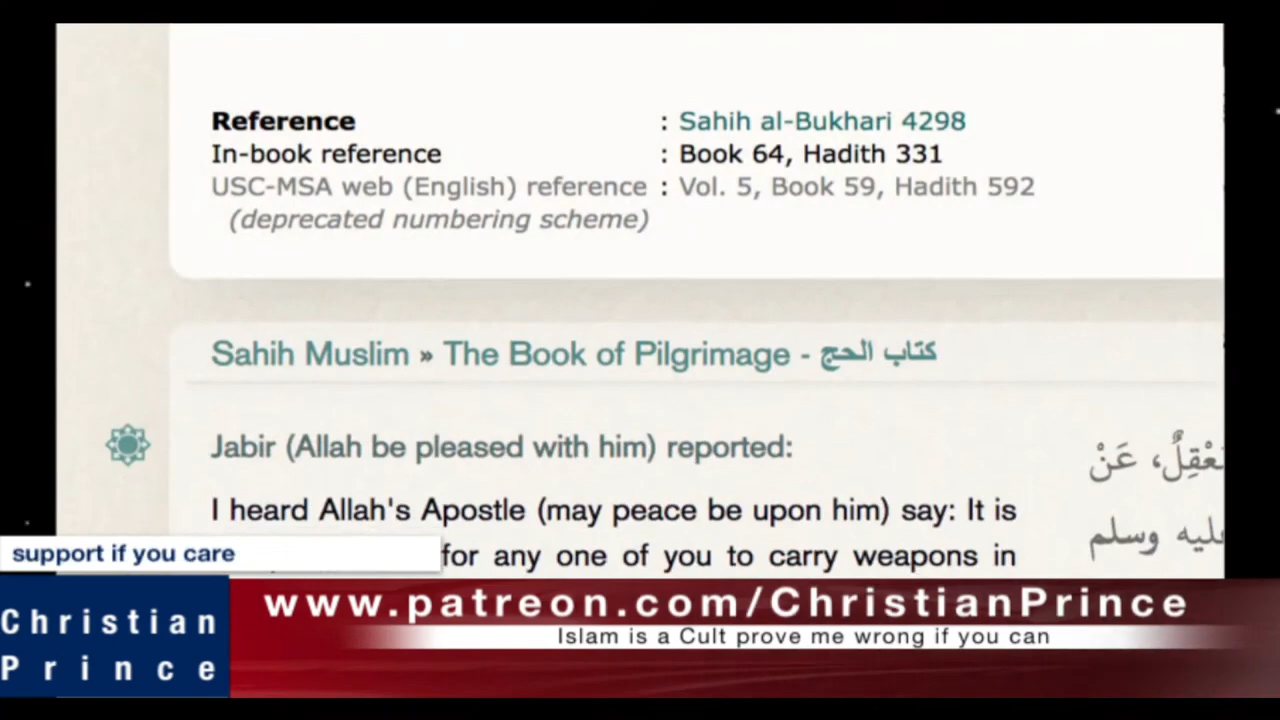 Reference : Sahih al-Bukhari 4298
In-book reference : Book 64, Hadith 331
USC-MSA web (English) reference : Vol. 5, Book 59, Hadith 592
(deprecated numbering scheme)
Sahih Muslim » The Book of Pilgrimage - كتاب الحج
Jabir (Allah be pleased with him) reported:
عَنْ
I heard Allah's Apostle (may peace be upon him) say: It is
وسلم
for any one of you to carry weapons in
support if you care
www.patreon.com/ChristianPrince
Islam is a Cult prove me wrong if you can
Christian
Prince